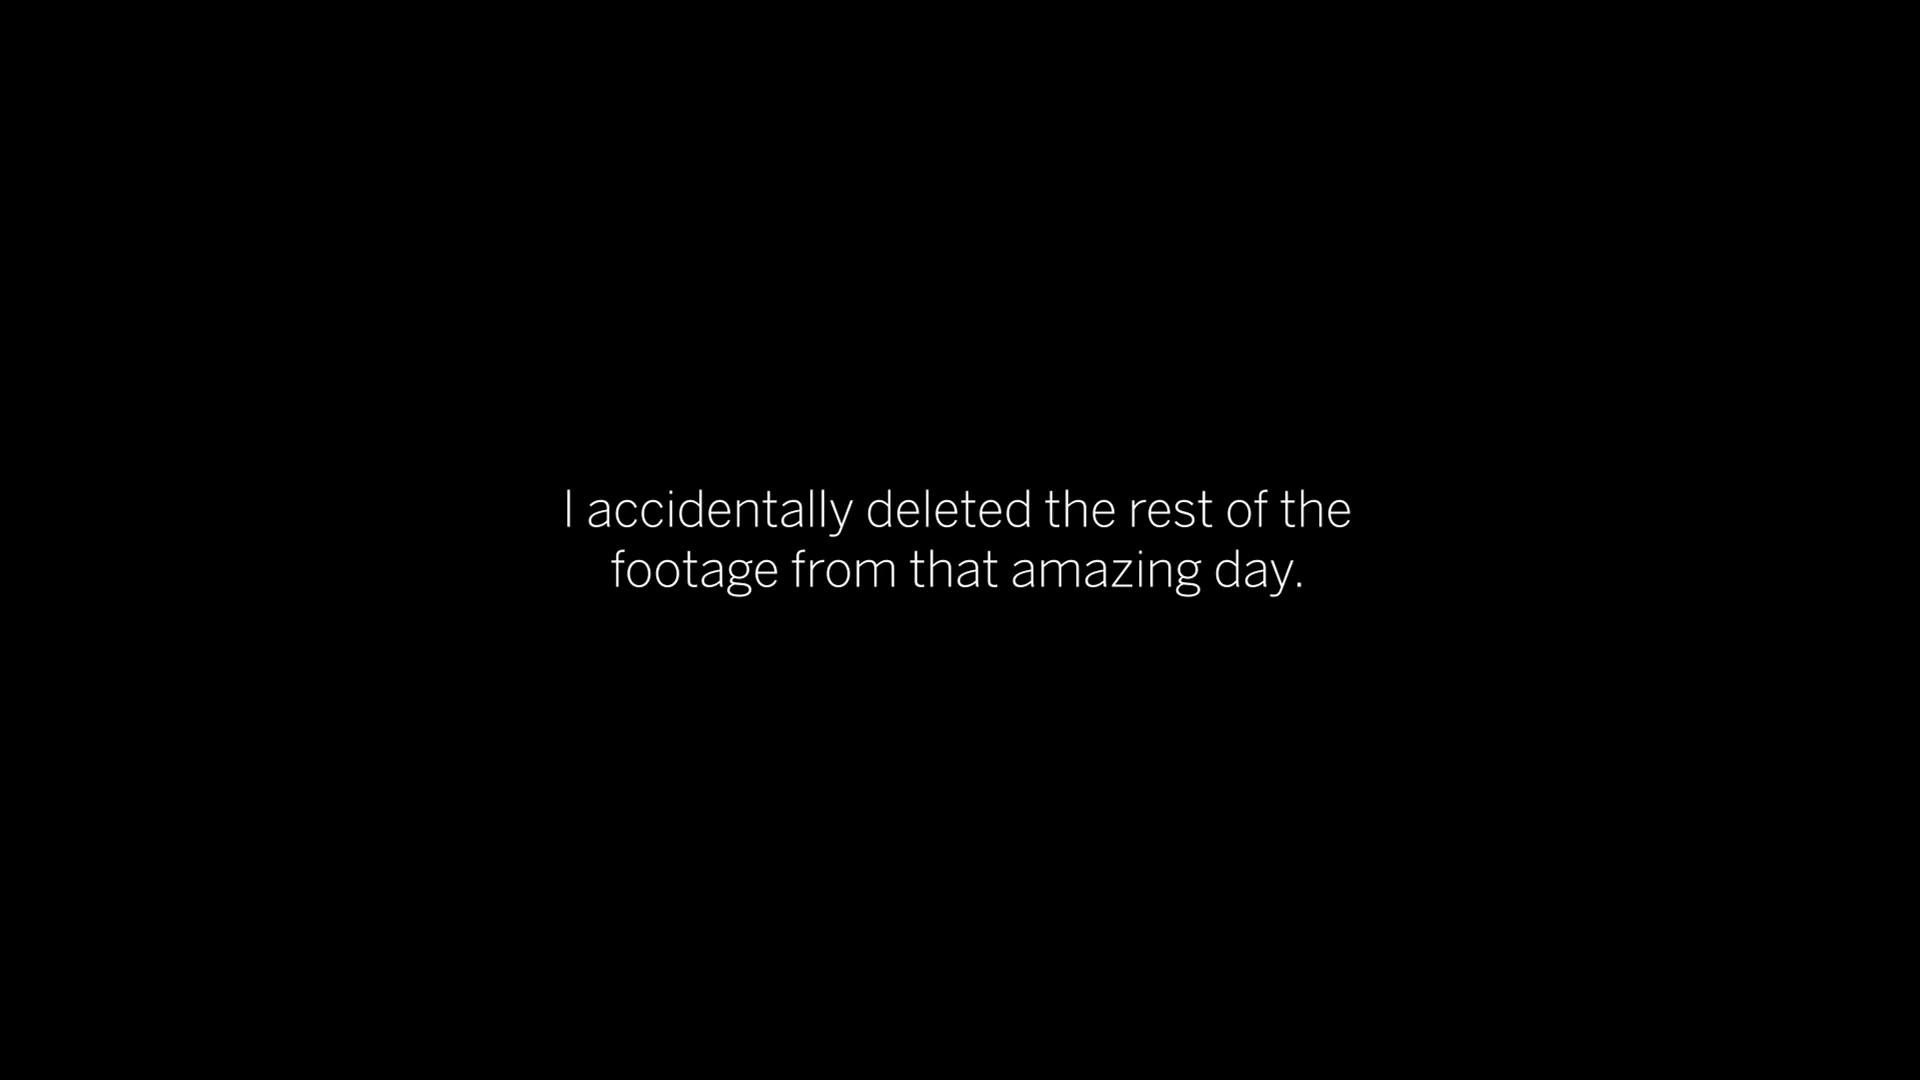 I accidentally deleted the rest of the
footage from that amazing day.